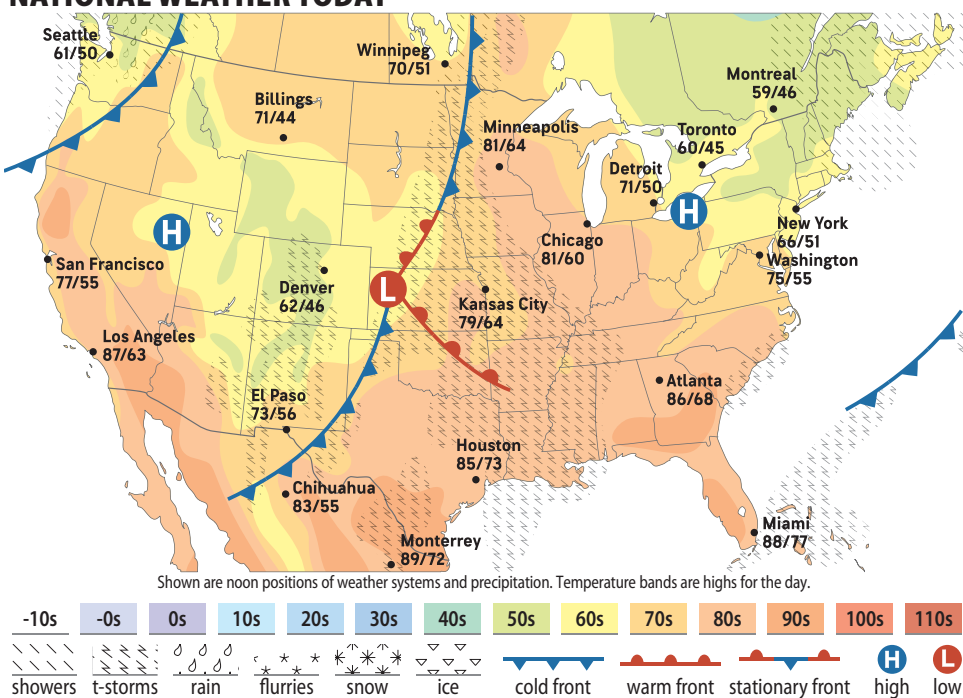 NATIONAL WEATHER TODAY
Seattle
61/50
Winnipeg
70/51
Montreal
59/46
Billings
71/44
Minneapolis
81/64
Toronto
60/45
Detroit
71/50
H
H
New York
66/51
Chicago
81/60
Washington
75/55
San Francisco
77/55
Denver
62/46
L
Kansas City
79/64
Los Angeles
87/63
Atlanta
86/68
El Paso
73/56
Houston
85/73
Chihuahua
83/55
Miami
88/77
Monterrey
89/72
Shown are noon positions of weather systems and precipitation. Temperature bands are highs for the day.
-10s -0s 0s 10s 20s 30s 40s 50s 60s 70s 80s 90s 100s 110s
H L
showers t-storms rain flurries snow ice cold front warm front stationary front high low